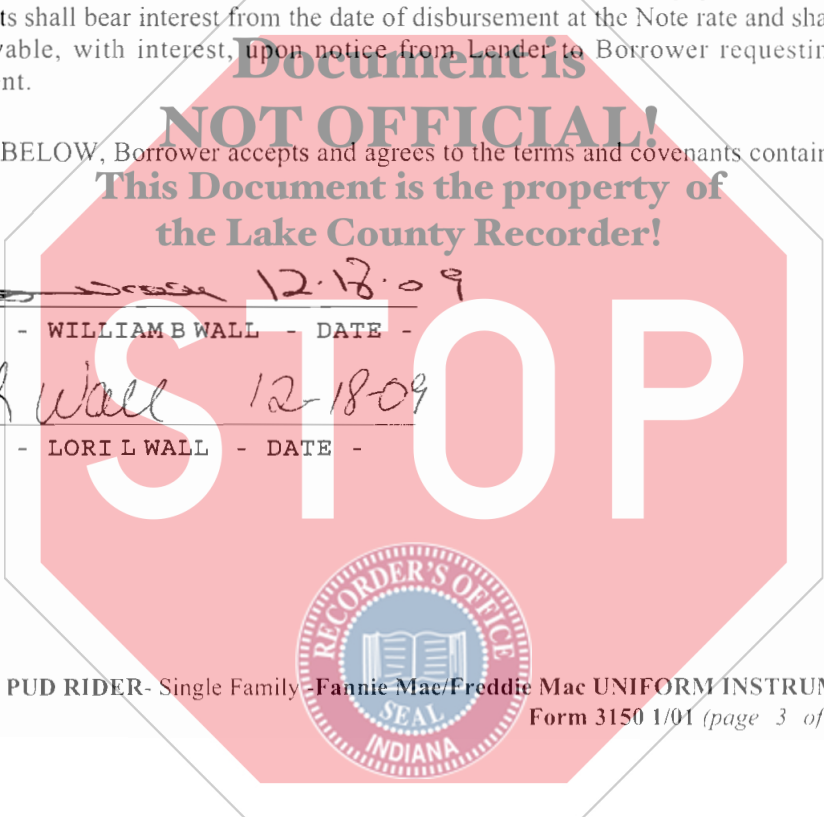 ts shall bear interest from the date of disbursement at the Note rate and sha
yable, with interest, upon notice from Lender to Borrower requestin
nt.
Document is
NOT OFFICIAL!
BELOW, Borrower accepts and agrees to the terms and covenants contain
This Document is the property of
the Lake County Recorder!
12·18·09
- WILLIAM B WALL - DATE -
Wall 12-18-09
- LORI L WALL - DATE -
STOP
RECORDER'S OFFICE
SEAL
INDIANA
PUD RIDER- Single Family -Fannie Mae/Freddie Mac UNIFORM INSTRUM
Form 3150 1/01 (page 3 of